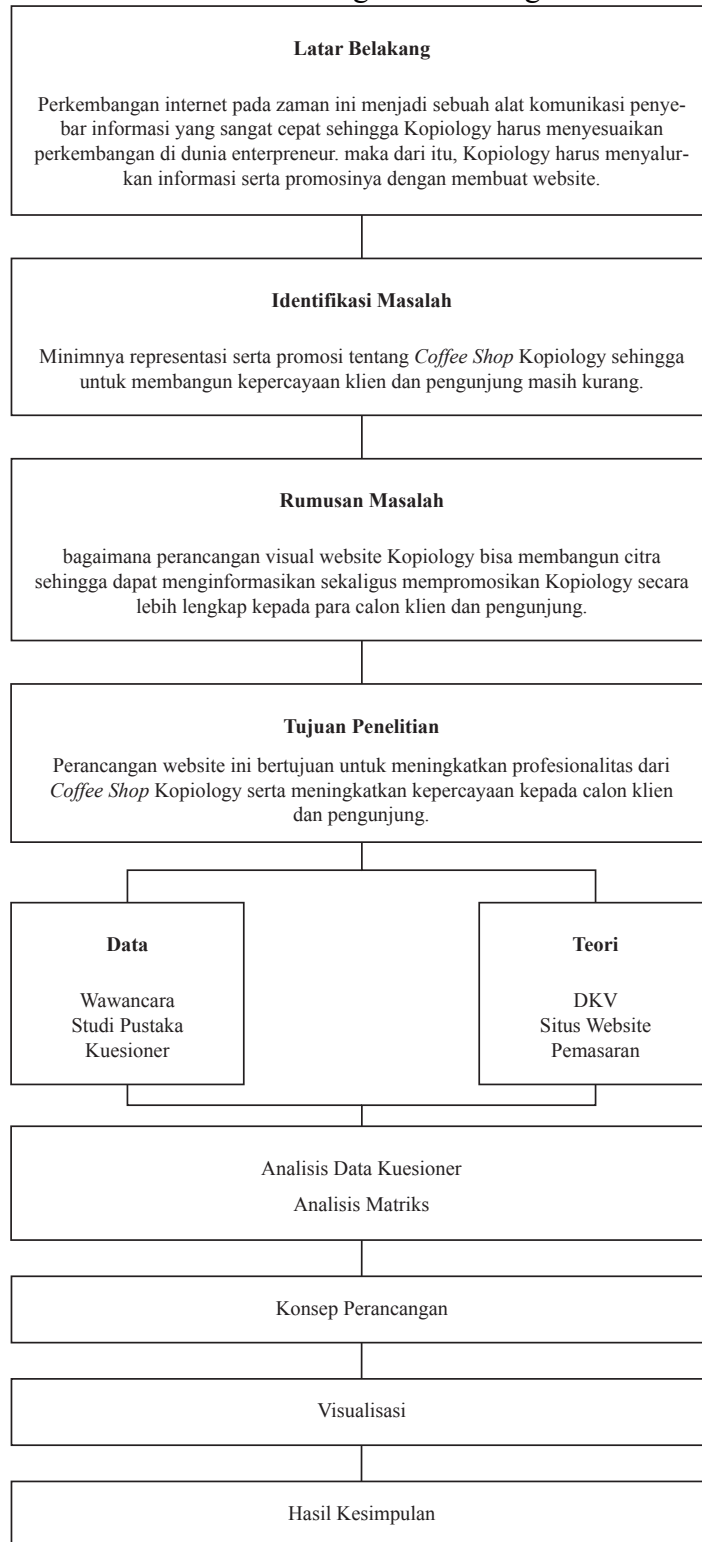 Latar Belakang
Perkembangan internet pada zaman ini menjadi sebuah alat komunikasi penye-
bar informasi yang sangat cepat sehingga Kopiology harus menyesuaikan
perkembangan di dunia enterpreneur. maka dari itu, Kopiology harus menyalur-
kan informasi serta promosinya dengan membuat website.
Identifikasi Masalah
Minimnya representasi serta promosi tentang Coffee Shop Kopiology sehingga
untuk membangun kepercayaan klien dan pengunjung masih kurang.
Rumusan Masalah
bagaimana perancangan visual website Kopiology bisa membangun citra
sehingga dapat menginformasikan sekaligus mempromosikan Kopiology secara
lebih lengkap kepada para calon klien dan pengunjung.
Tujuan Penelitian
Perancangan website ini bertujuan untuk meningkatkan profesionalitas dari
Coffee Shop Kopiology serta meningkatkan kepercayaan kepada calon klien
dan pengunjung.
Data
Wawancara
Studi Pustaka
Kuesioner
Teori
DKV
Situs Website
Pemasaran
Analisis Data Kuesioner
Analisis Matriks
Konsep Perancangan
Visualisasi
Hasil Kesimpulan